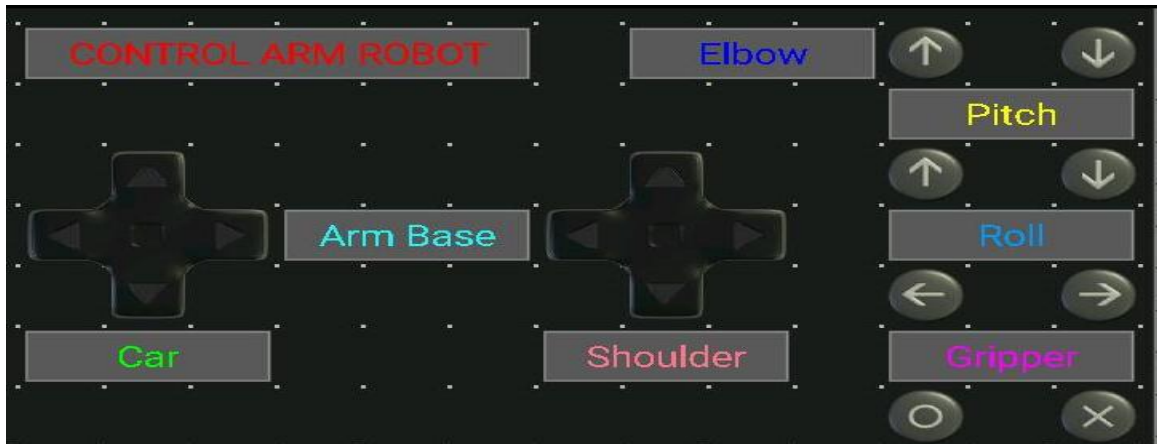 CONTROL ARM ROBOT
Elbow
Pitch
Arm Base
Roll
Car
Shoulder
Gripper